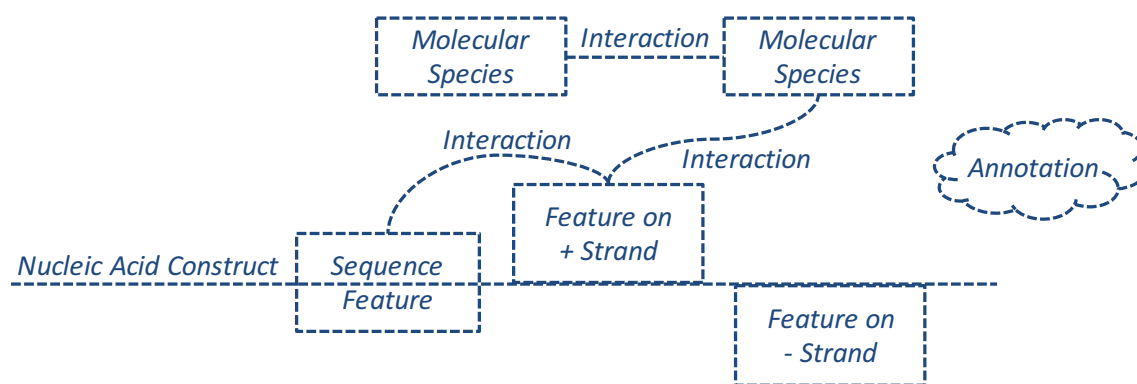 Molecular
Species
Interaction
Molecular
Species
Interaction
Interaction
Annotation
Feature on
+ Strand
Nucleic Acid Construct
Sequence
Feature
Feature on
- Strand